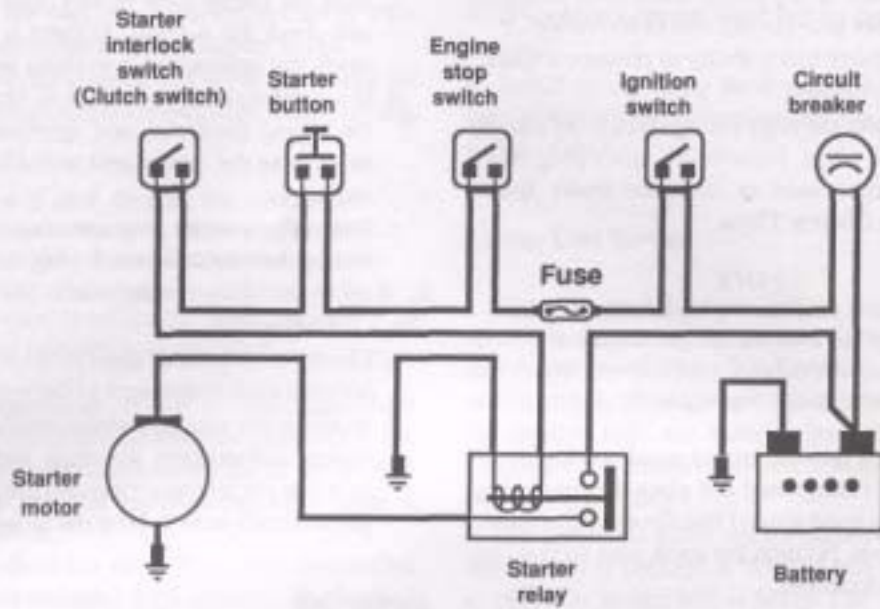 Starter
interlock
switch
(Clutch switch)
Starter
button
Engine
stop
switch
Ignition
switch
Circuit
breaker
Fuse
Starter
motor
Starter
relay
Battery